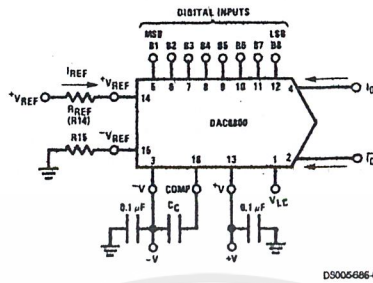 DIGITAL INPUTS
MSB LSB
B1 B2 B3 B4 B5 B6 B7 B8
IREF
+VREF
+VREF
RREF
(R14)
5 6 7 8 9 10 11 12
14
4
IO
DAC0800
R15
-VREF
15
2
3 16 13 1
-V
COMP
+V
VLC
0.1 µF
CC
0.1 µF
-V
+V